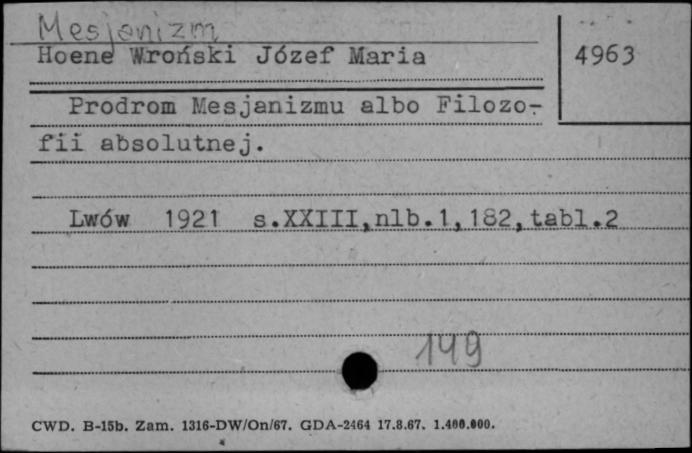 Mesjanizm
Hoene Wroński Józef Maria
4963
Prodrom Mesjanizmu albo Filozo-
fii absolutnej.
Lwów 1921 s.XXIII,nlb.1,182,tabl.2
149
CWD. B-15b. Zam. 1316-DW/On/67. GDA-2464 17.8.67. 1.400.000.